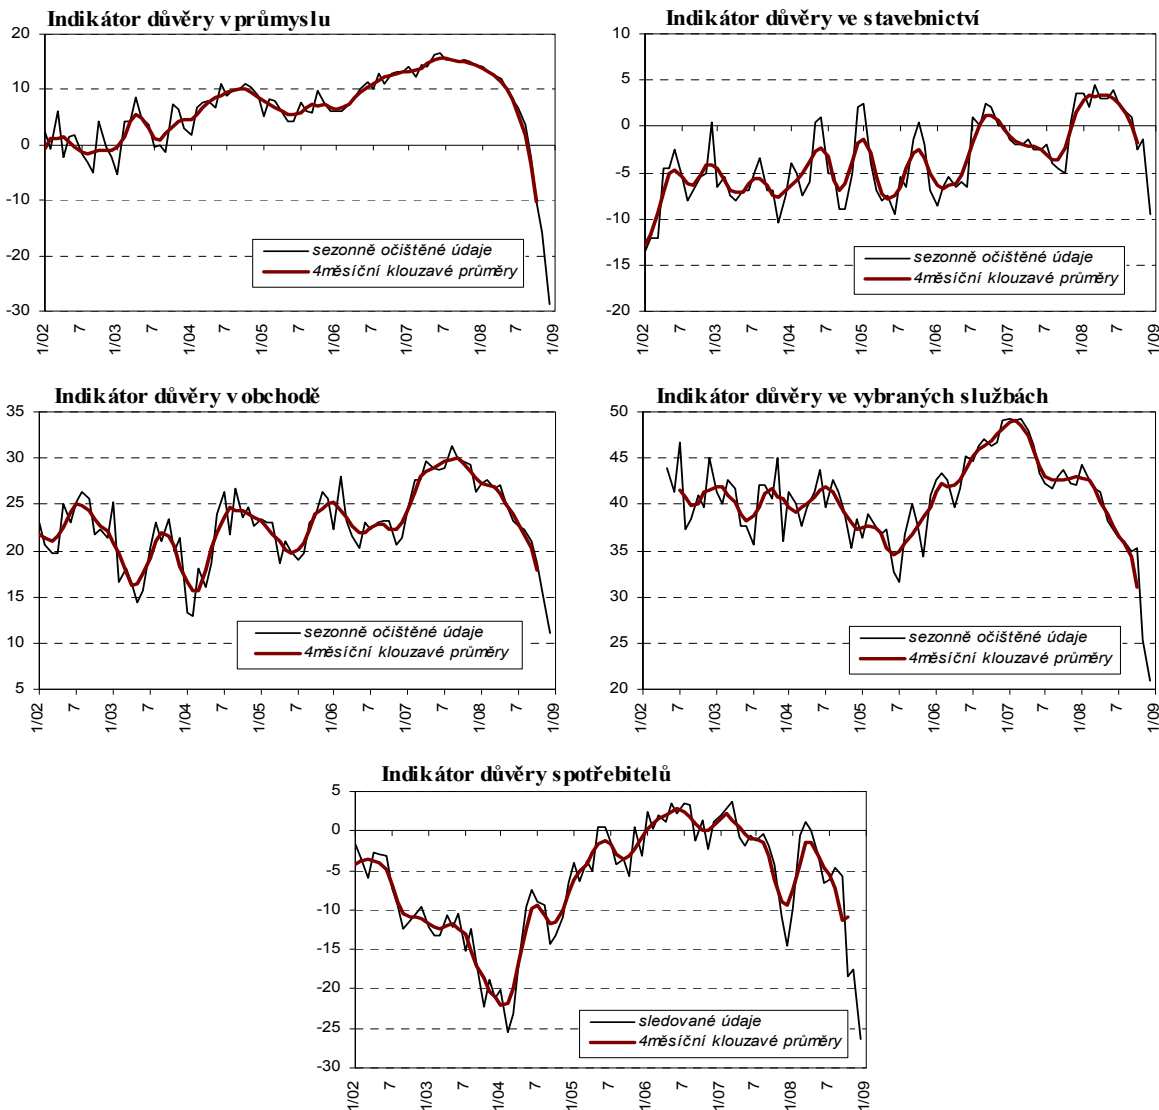 Indikátor důvěry v průmyslu
20
10
0
-10
-20
-30
sezonně očištěné údaje
4měsíční klouzavé průměry
1/02 7 1/03 7 1/04 7 1/05 7 1/06 7 1/07 7 1/08 7 1/09
Indikátor důvěry ve stavebnictví
10
5
0
-5
-10
-15
-20
sezonně očištěné údaje
4měsíční klouzavé průměry
1/02 7 1/03 7 1/04 7 1/05 7 1/06 7 1/07 7 1/08 7 1/09
Indikátor důvěry v obchodě
35
30
25
20
15
10
5
sezonně očištěné údaje
4měsíční klouzavé průměry
1/02 7 1/03 7 1/04 7 1/05 7 1/06 7 1/07 7 1/08 7 1/09
Indikátor důvěry ve vybraných službách
50
45
40
35
30
25
20
sezonně očištěné údaje
4měsíční klouzavé průměry
1/02 7 1/03 7 1/04 7 1/05 7 1/06 7 1/07 7 1/08 7 1/09
Indikátor důvěry spotřebitelů
5
0
-5
-10
-15
-20
-25
-30
sledované údaje
4měsíční klouzavé průměry
1/02 7 1/03 7 1/04 7 1/05 7 1/06 7 1/07 7 1/08 7 1/09